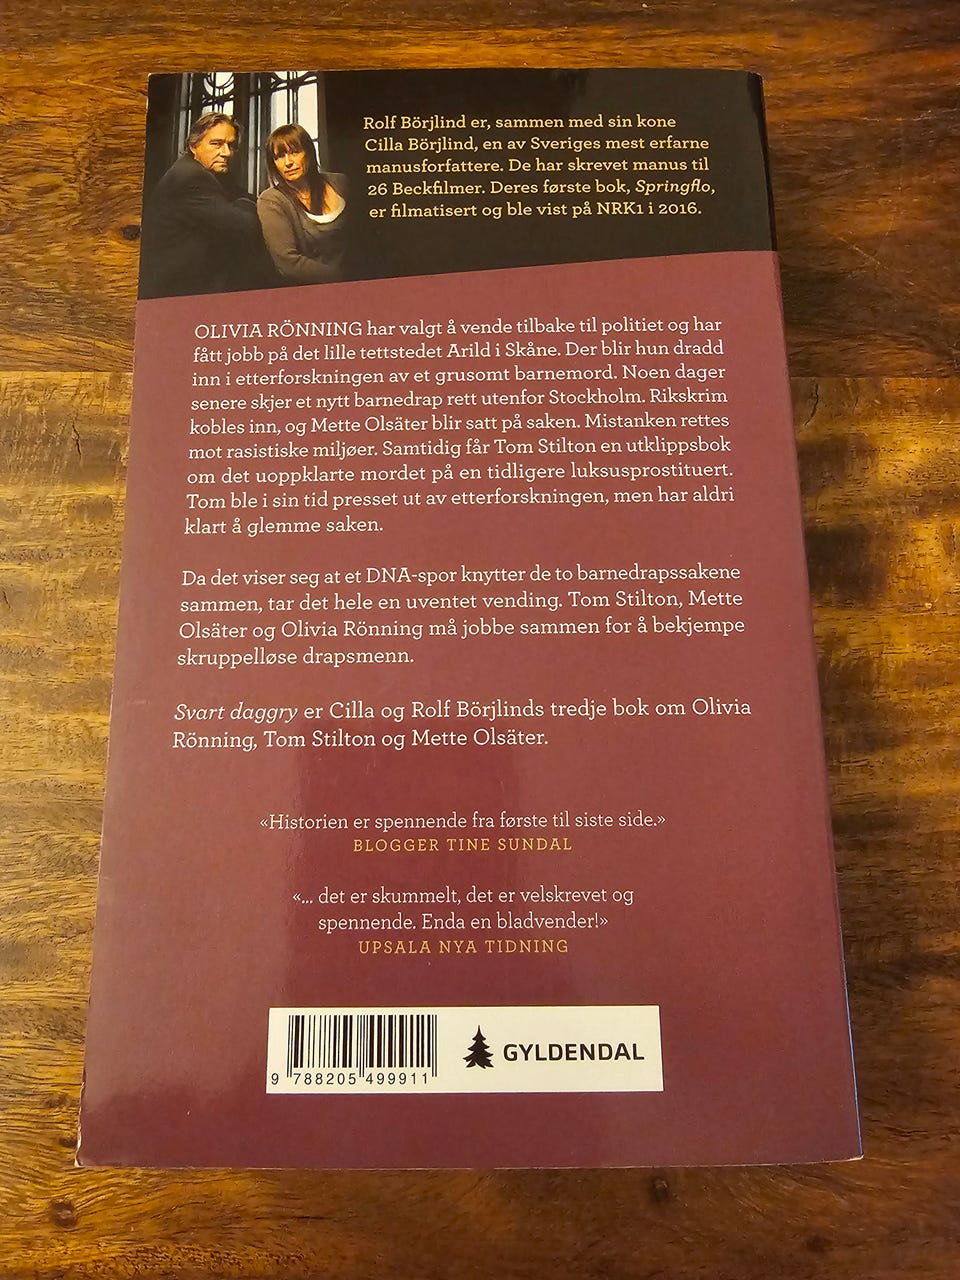 Rolf Börjlind er, sammen med sin kone
Cilla Börjlind, en av Sveriges mest erfarne
manusforfattere. De har skrevet manus til
26 Beckfilmer. Deres første bok, Springflo,
er filmatisert og ble vist på NRK1 i 2016.
OLIVIA RÖNNING har valgt å vende tilbake til politiet og har
fått jobb på det lille tettstedet Arild i Skåne. Der blir hun dradd
inn i etterforskningen av et grusomt barnemord. Noen dager
senere skjer et nytt barnedrap rett utenfor Stockholm. Rikskrim
kobles inn, og Mette Olsäter blir satt på saken. Mistanken rettes
mot rasistiske miljøer. Samtidig får Tom Stilton en utklippsbok
om det uoppklarte mordet på en tidligere luksusprostituert.
Tom ble i sin tid presset ut av etterforskningen, men har aldri
klart å glemme saken.
Da det viser seg at et DNA-spor knytter de to barnedrapssakene
sammen, tar det hele en uventet vending. Tom Stilton, Mette
Olsäter og Olivia Rönning må jobbe sammen for å bekjempe
skruppelløse drapsmenn.
Svart daggry er Cilla og Rolf Börjlinds tredje bok om Olivia
Rönning, Tom Stilton og Mette Olsäter.
«Historien er spennende fra første til siste side.»
BLOGGER TINE SUNDAL
«... det er skummelt, det er velskrevet og
spennende. Enda en bladvender!»
UPSALA NYA TIDNING
GYLDENDAL
9 788205 499911